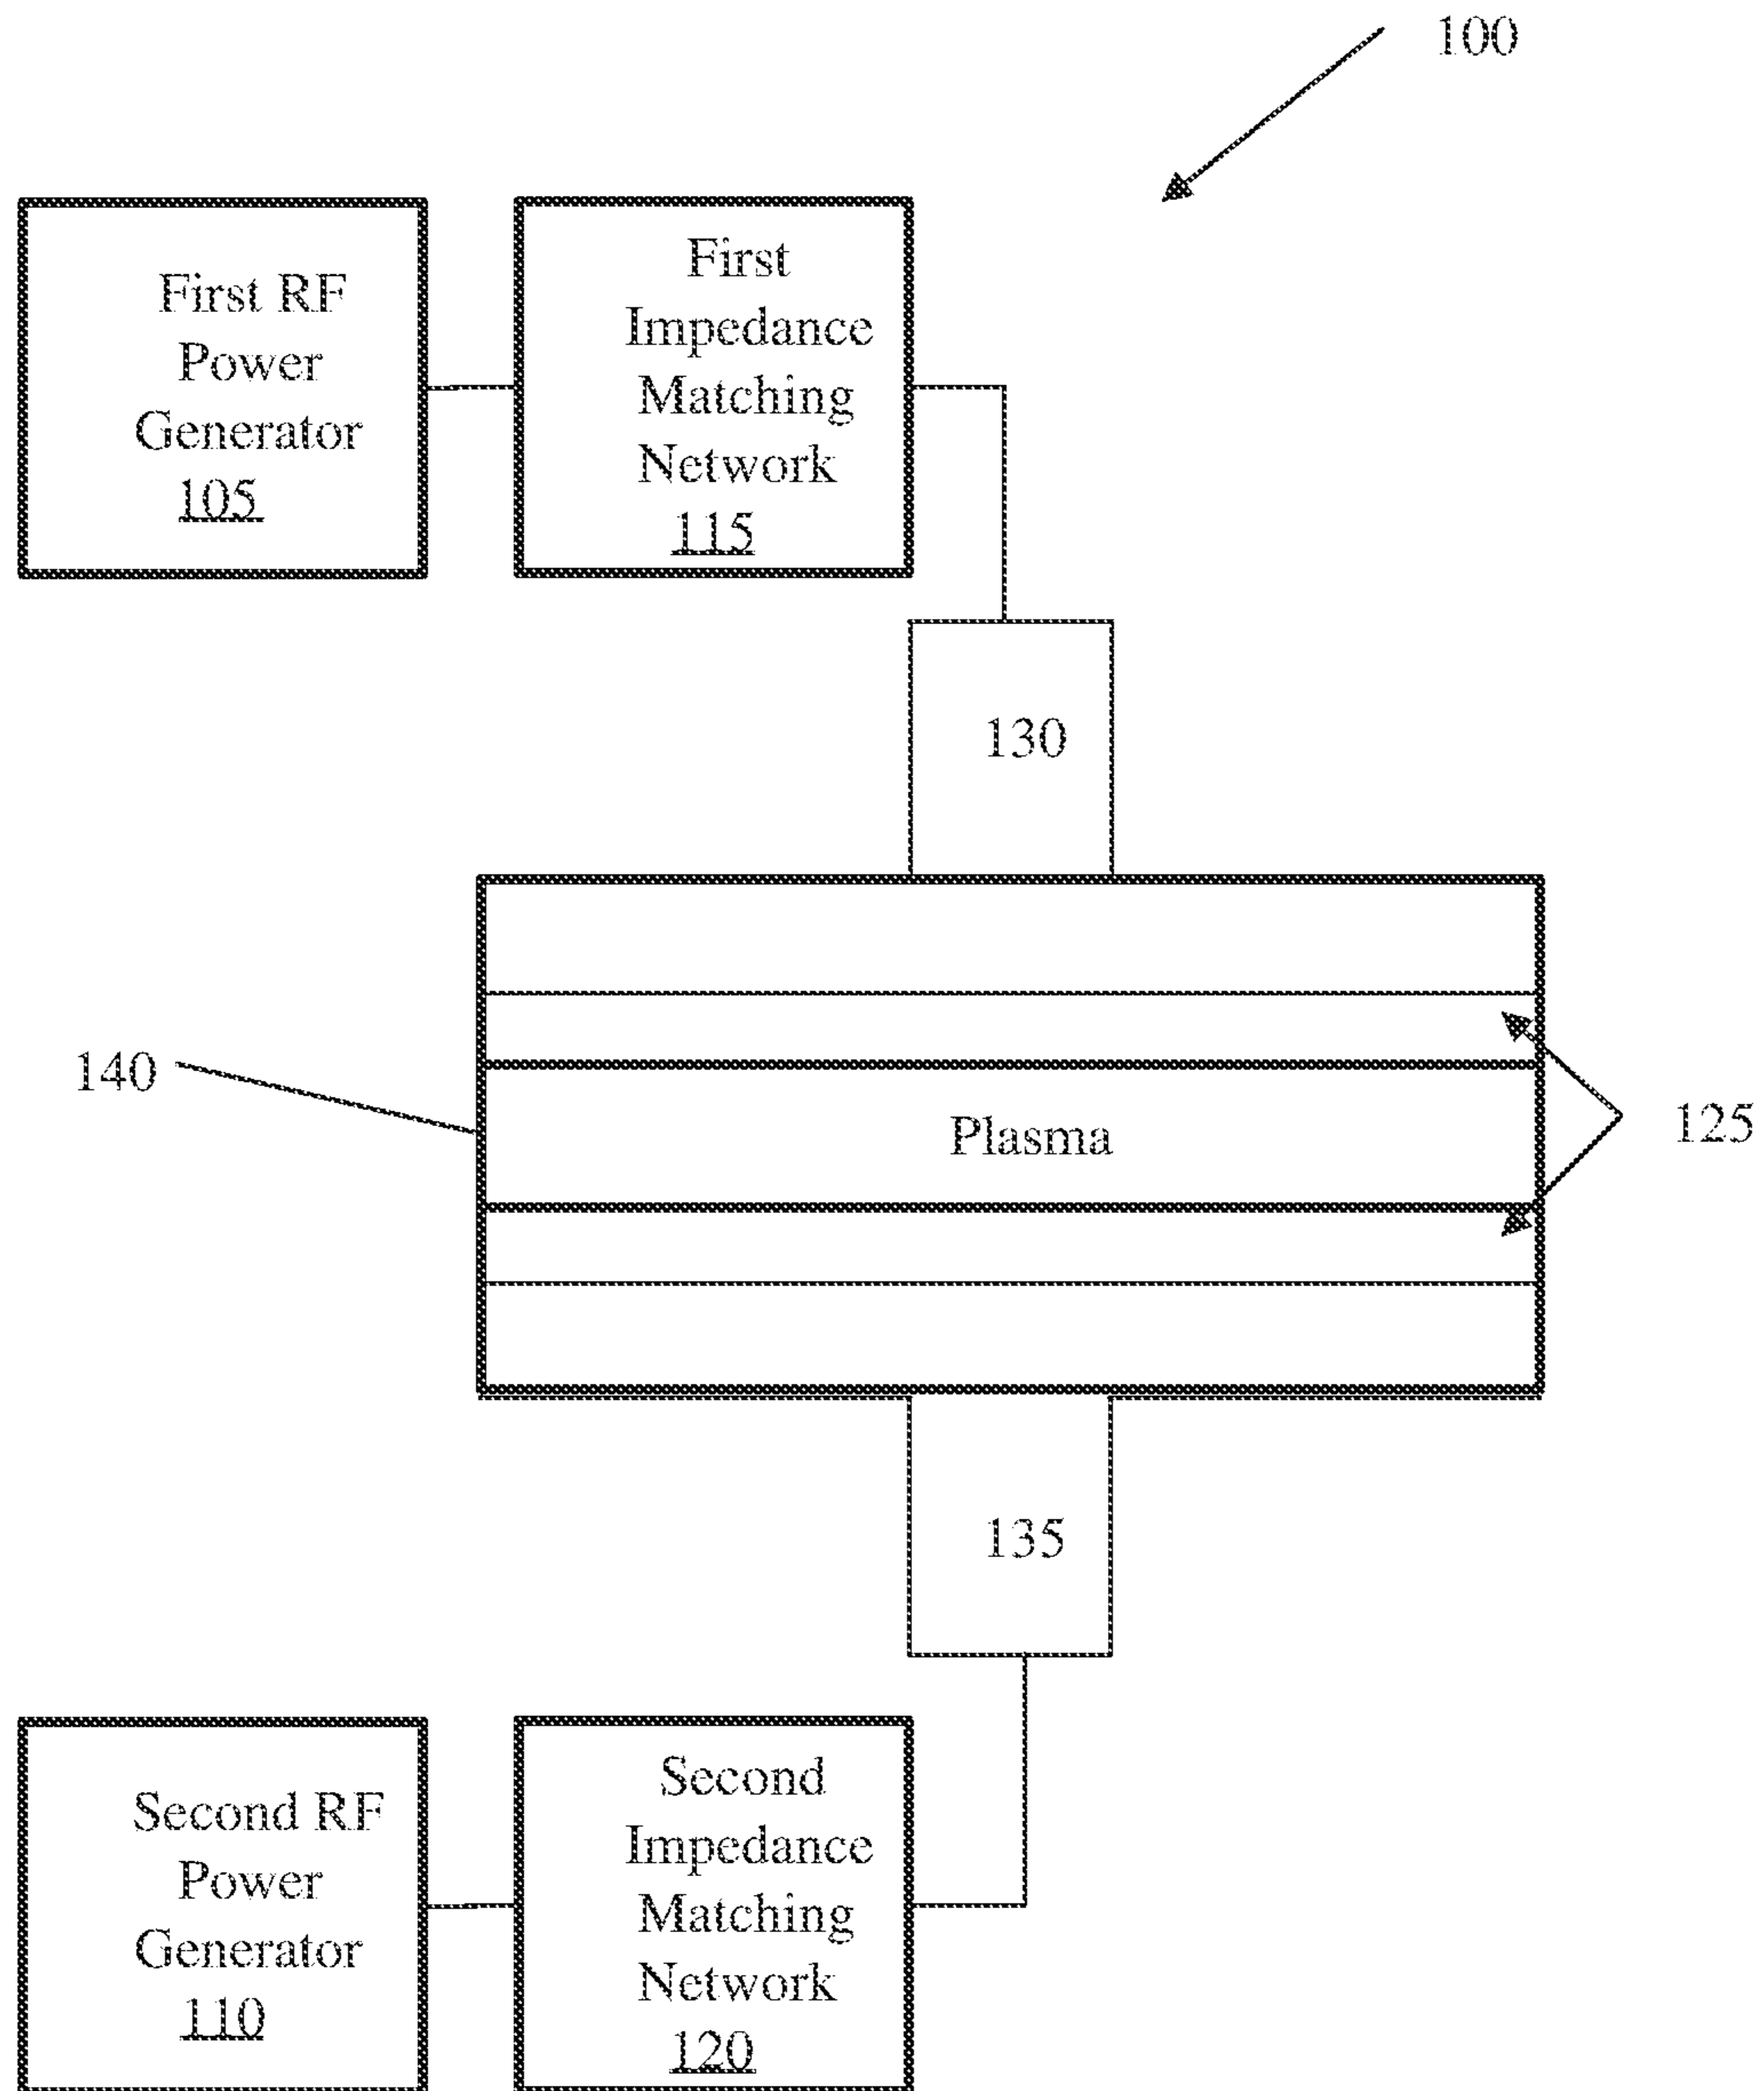 100
First RF
Power
Generator
105
First
Impedance
Matching
Network
115
130
140
Plasma
125
135
Second RF
Power
Generator
110
Second
Impedance
Matching
Network
120